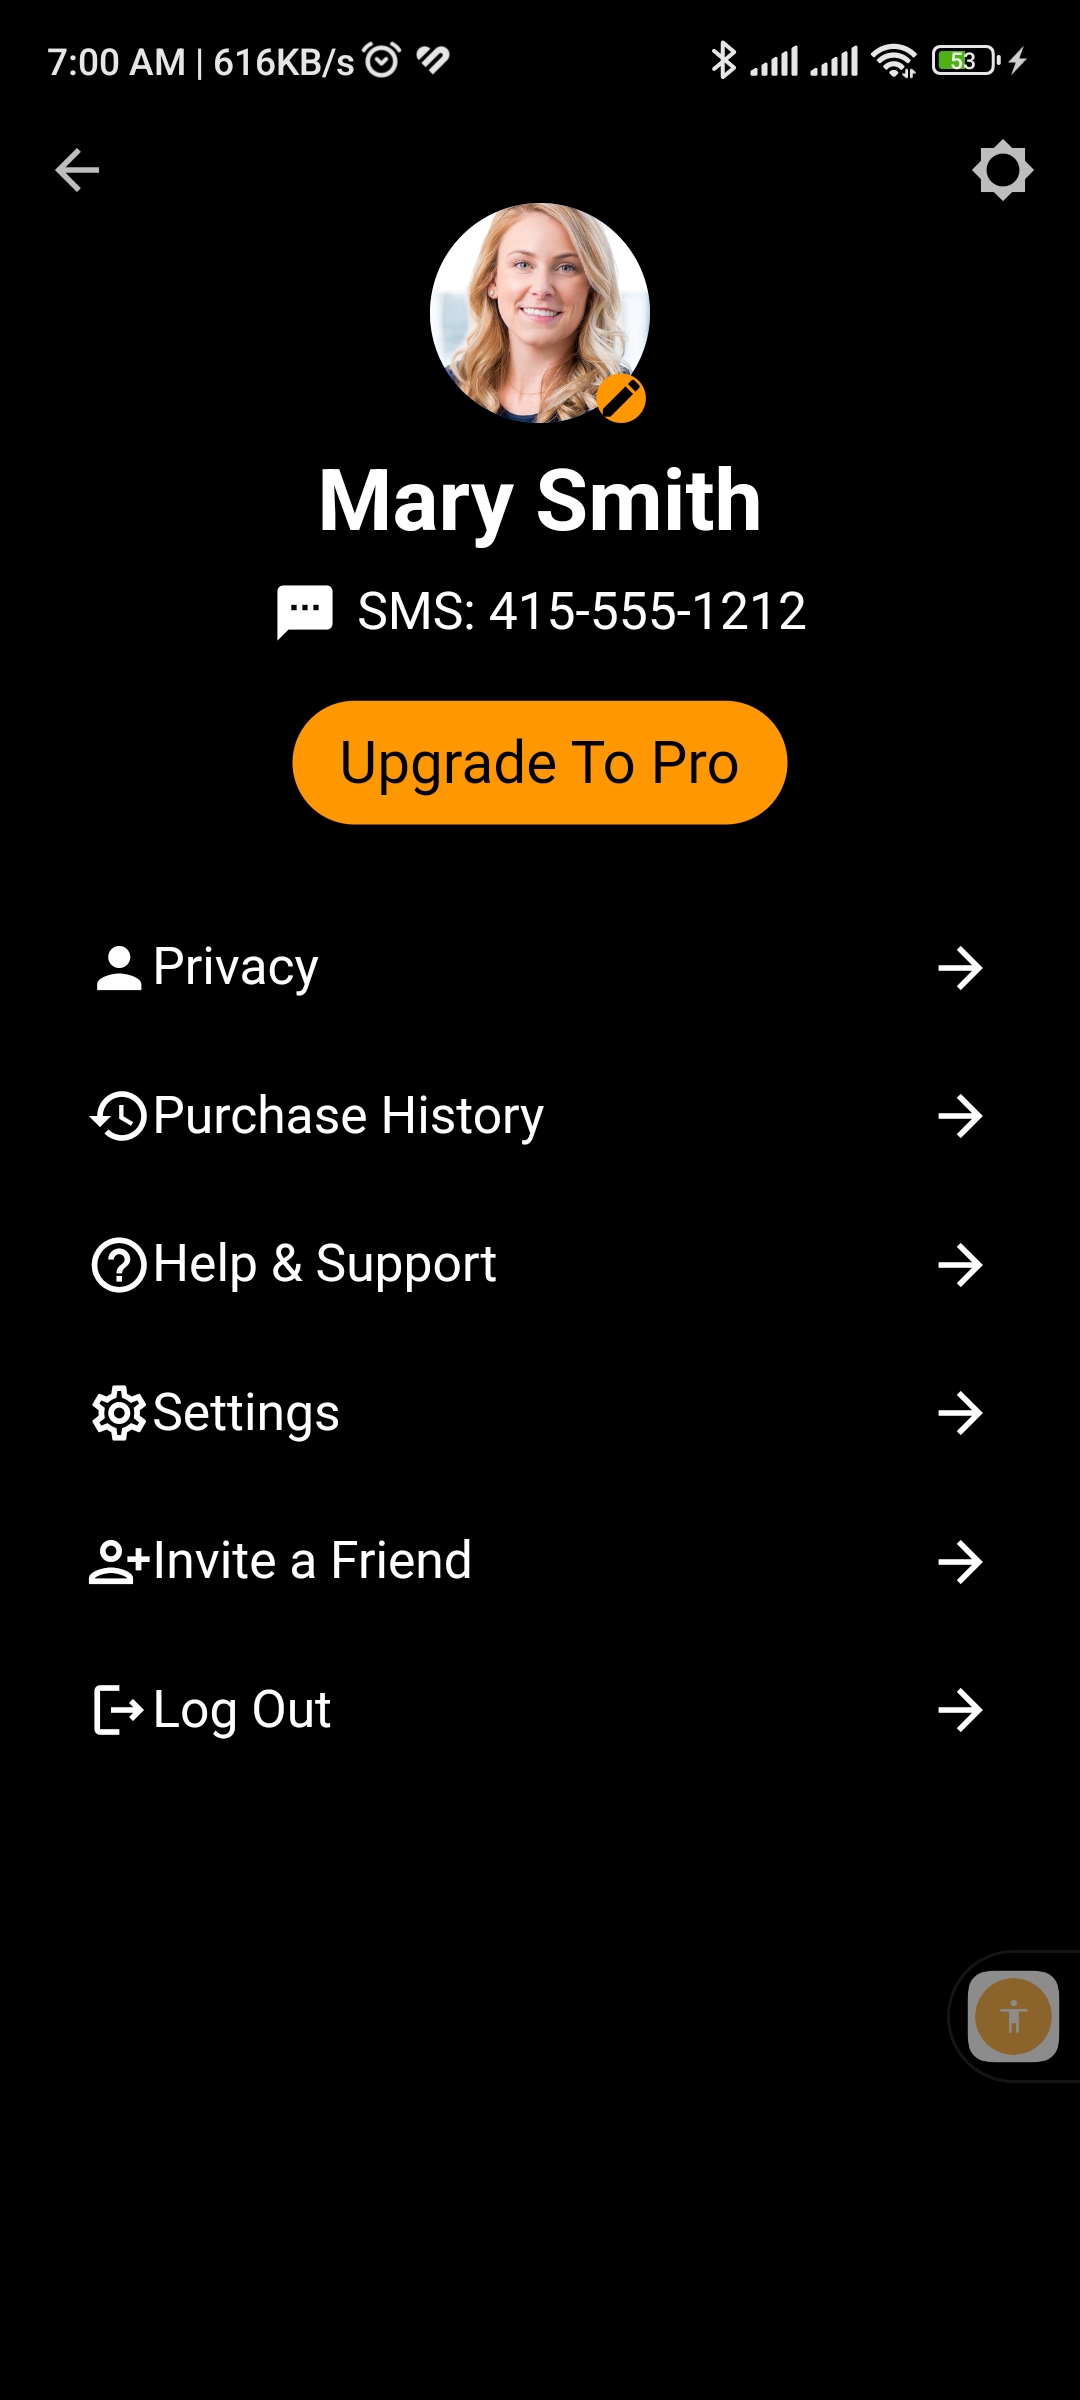 7:00 AM | 616KB/s
53
Mary Smith
SMS: 415-555-1212
Upgrade To Pro
Privacy
Purchase History
Help & Support
Settings
Invite a Friend
Log Out